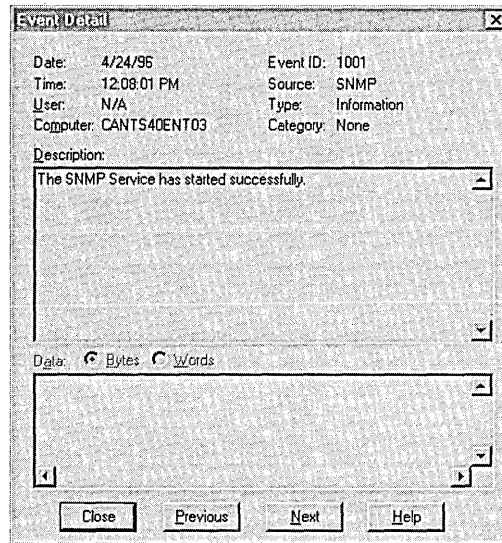 Event Detail
Date: 4/24/96 Event ID: 1001
Time: 12:08:01 PM Source: SNMP
User: N/A Type: Information
Computer: CANTS40ENT03 Category: None
Description:
The SNMP Service has started successfully.
Data: Bytes Words
Close Previous Next Help